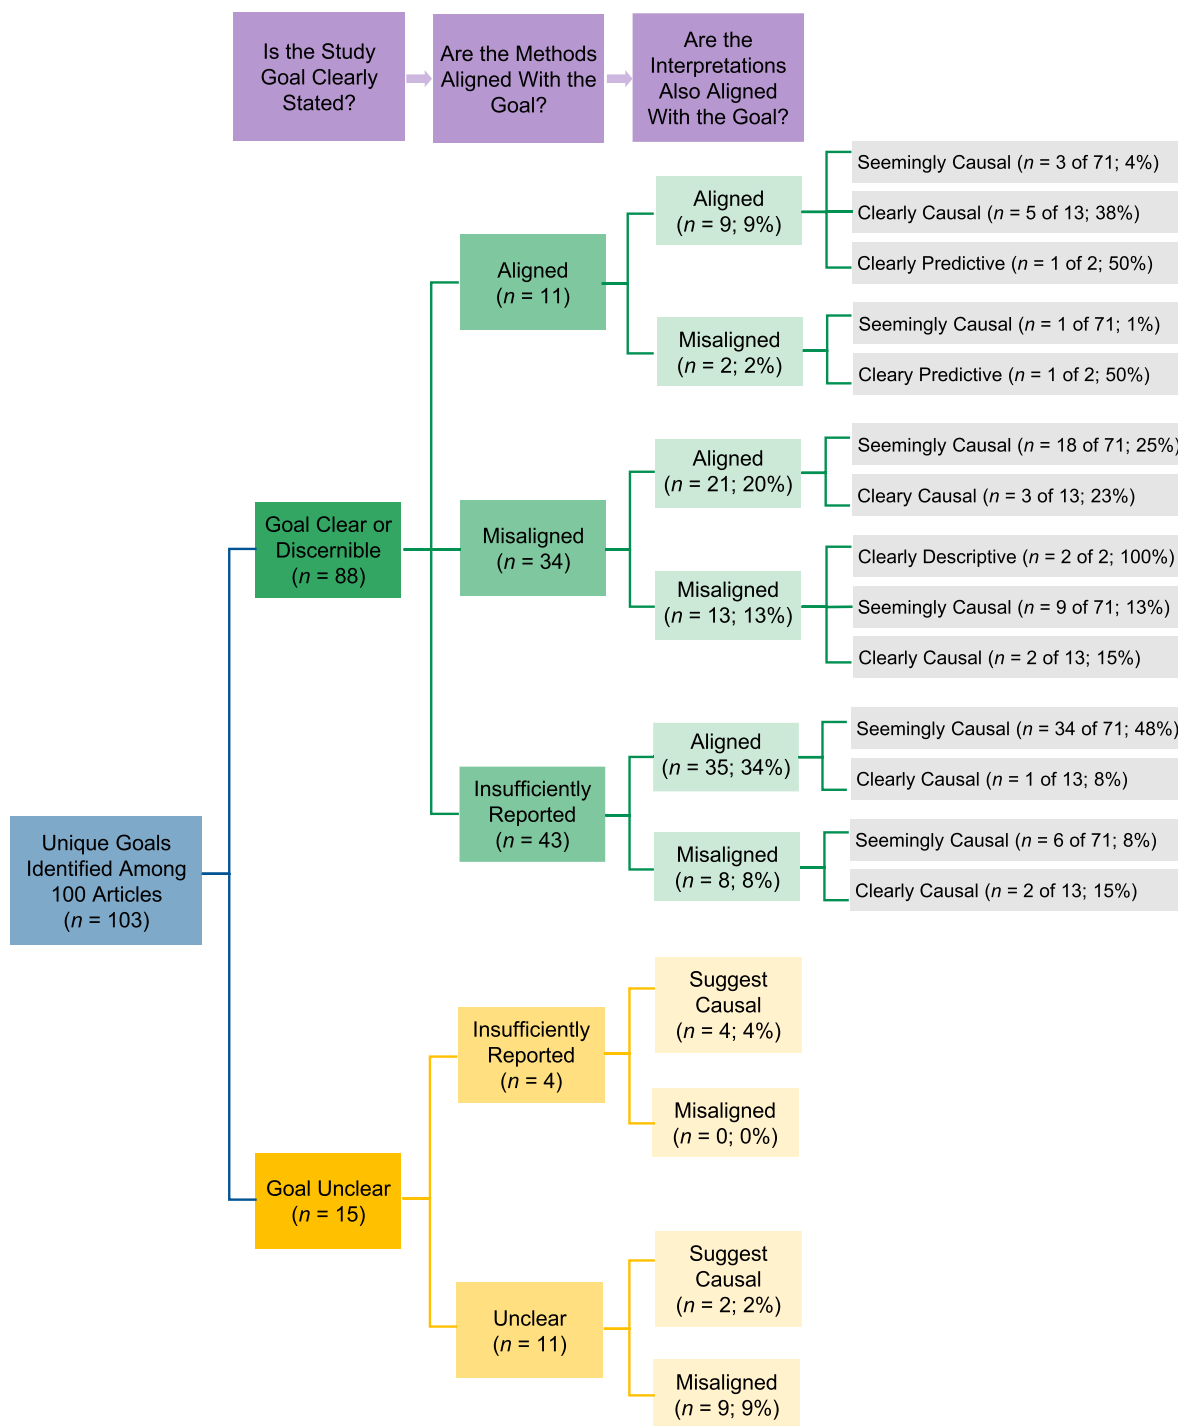 Is the Study
Goal Clearly
Stated?
Are the Methods
Aligned With the
Goal?
Are the
Interpretations
Also Aligned
With the Goal?
Unique Goals
Identified Among
100 Articles
(n = 103)
Goal Clear or
Discernible
(n = 88)
Aligned
(n = 11)
Aligned
(n = 9; 9%)
Seemingly Causal (n = 3 of 71; 4%)
Clearly Causal (n = 5 of 13; 38%)
Clearly Predictive (n = 1 of 2; 50%)
Misaligned
(n = 2; 2%)
Seemingly Causal (n = 1 of 71; 1%)
Cleary Predictive (n = 1 of 2; 50%)
Misaligned
(n = 34)
Aligned
(n = 21; 20%)
Seemingly Causal (n = 18 of 71; 25%)
Cleary Causal (n = 3 of 13; 23%)
Misaligned
(n = 13; 13%)
Clearly Descriptive (n = 2 of 2; 100%)
Seemingly Causal (n = 9 of 71; 13%)
Clearly Causal (n = 2 of 13; 15%)
Insufficiently
Reported
(n = 43)
Aligned
(n = 35; 34%)
Seemingly Causal (n = 34 of 71; 48%)
Clearly Causal (n = 1 of 13; 8%)
Misaligned
(n = 8; 8%)
Seemingly Causal (n = 6 of 71; 8%)
Clearly Causal (n = 2 of 13; 15%)
Goal Unclear
(n = 15)
Insufficiently
Reported
(n = 4)
Suggest
Causal
(n = 4; 4%)
Misaligned
(n = 0; 0%)
Unclear
(n = 11)
Suggest
Causal
(n = 2; 2%)
Misaligned
(n = 9; 9%)